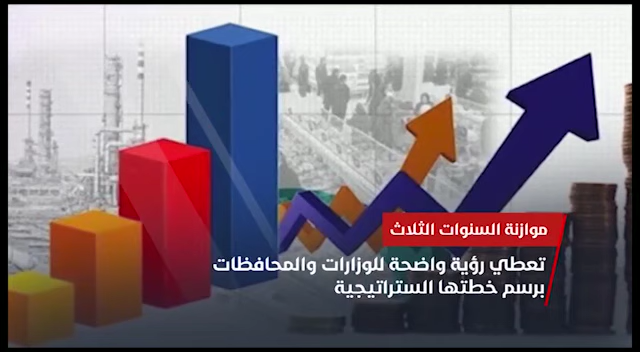 موازنة السنوات الثلاث
تعطي رؤية واضحة للوزارات والمحافظات
برسم خطتها الستراتيجية